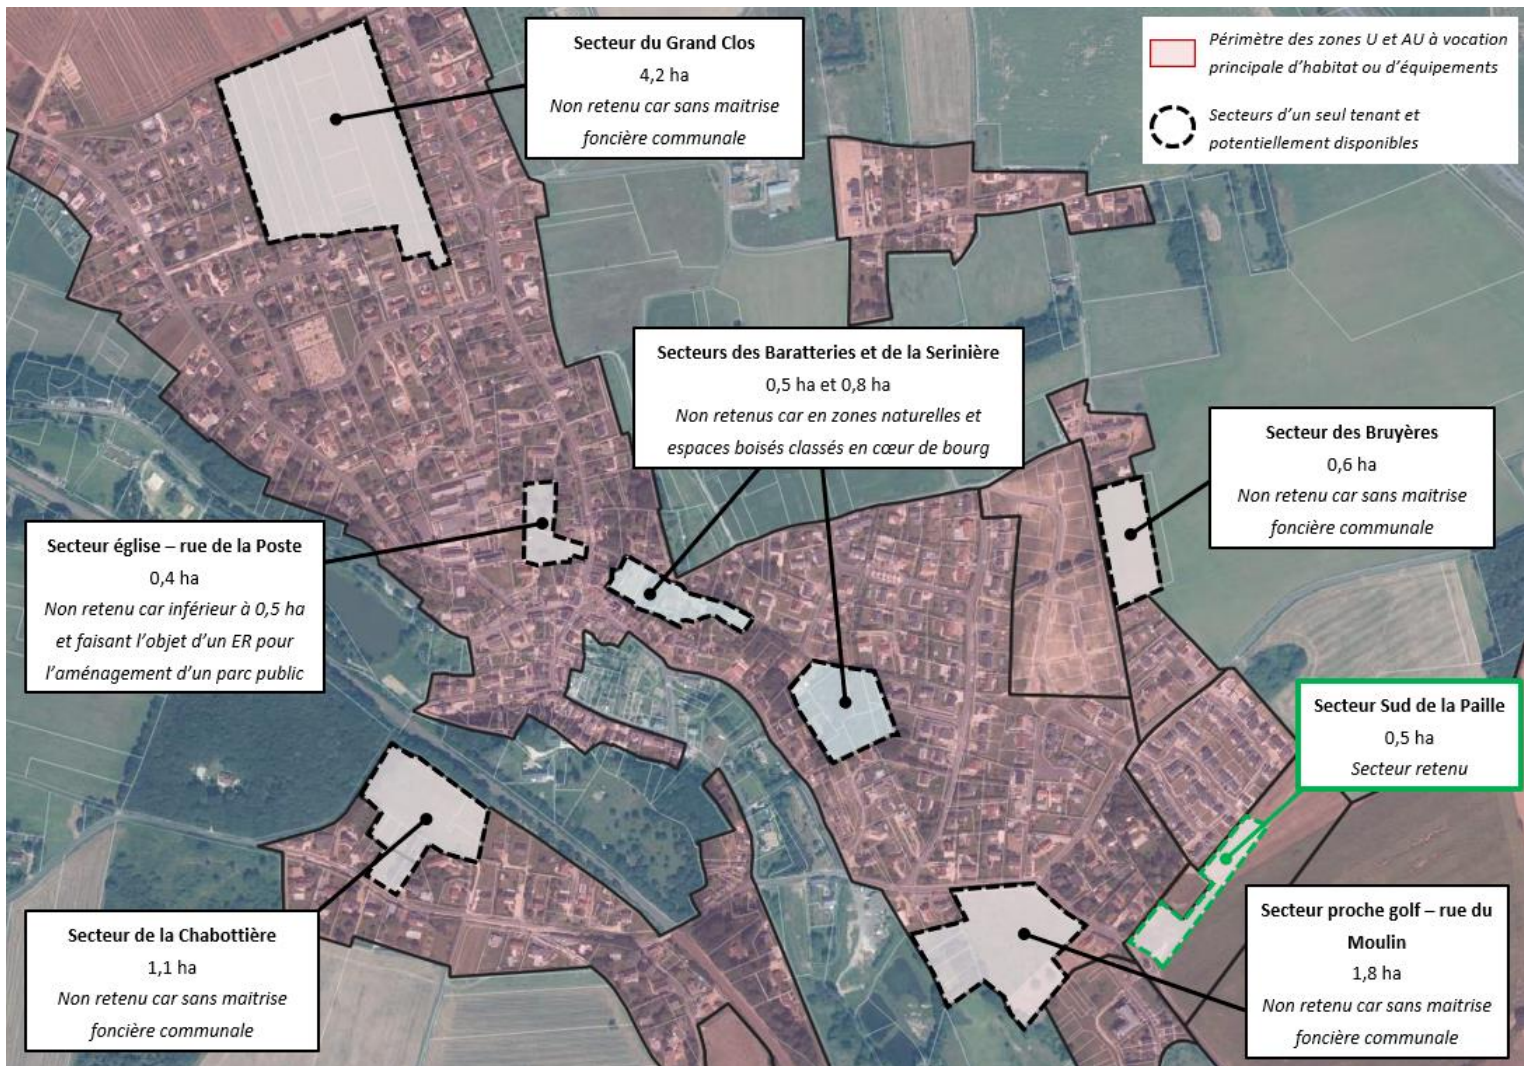 Secteur du Grand Clos
4,2 ha
Non retenu car sans maitrise
foncière communale
Périmètre des zones U et AU à vocation
principale d'habitat ou d'équipements
Secteurs d'un seul tenant et
potentiellement disponibles
Secteurs des Baratteries et de la Serinière
0,5 ha et 0,8 ha
Non retenus car en zones naturelles et
espaces boisés classés en cœur de bourg
Secteur des Bruyères
0,6 ha
Non retenu car sans maitrise
foncière communale
Secteur église – rue de la Poste
0,4 ha
Non retenu car inférieur à 0,5 ha
et faisant l'objet d'un ER pour
l'aménagement d'un parc public
Secteur Sud de la Paille
0,5 ha
Secteur retenu
Secteur de la Chabottière
1,1 ha
Non retenu car sans maitrise
foncière communale
Secteur proche golf – rue du
Moulin
1,8 ha
Non retenu car sans maitrise
foncière communale